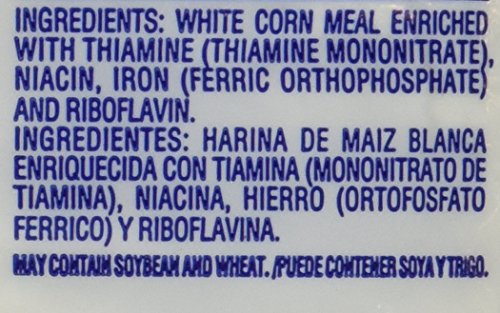 INGREDIENTS: WHITE CORN MEAL ENRICHED
WITH THIAMINE (THIAMINE MONONITRATE),
NIACIN, IRON (FERRIC ORTHOPHOSPHATE)
AND RIBOFLAVIN.
INGREDIENTES: HARINA DE MAIZ BLANCA
ENRIQUECIDA CON TIAMINA (MONONITRATO DE
TIAMINA), NIACINA, HIERRO (ORTOFOSFATO
FERRICO) Y RIBOFLAVINA.
MAY CONTAIN SOYBEAN AND WHEAT. /PUEDE CONTENER SOYA Y TRIGO.